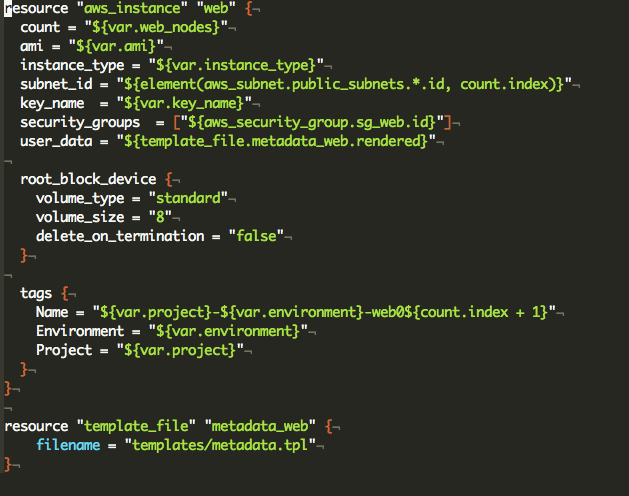 resource "aws_instance" "web" {¬
  count = "${var.web_nodes}"¬
  ami = "${var.ami}"¬
  instance_type = "${var.instance_type}"¬
  subnet_id = "${element(aws_subnet.public_subnets.*.id, count.index)}"¬
  key_name  = "${var.key_name}"¬
  security_groups  = ["${aws_security_group.sg_web.id}"]¬
  user_data = "${template_file.metadata_web.rendered}"¬
¬
  root_block_device {¬
    volume_type = "standard"¬
    volume_size = "8"¬
    delete_on_termination = "false"¬
  }¬
¬
  tags {¬
    Name = "${var.project}-${var.environment}-web0${count.index + 1}"¬
    Environment = "${var.environment}"¬
    Project = "${var.project}"¬
  }¬
}¬
¬
resource "template_file" "metadata_web" {¬
    filename = "templates/metadata.tpl"¬
}¬